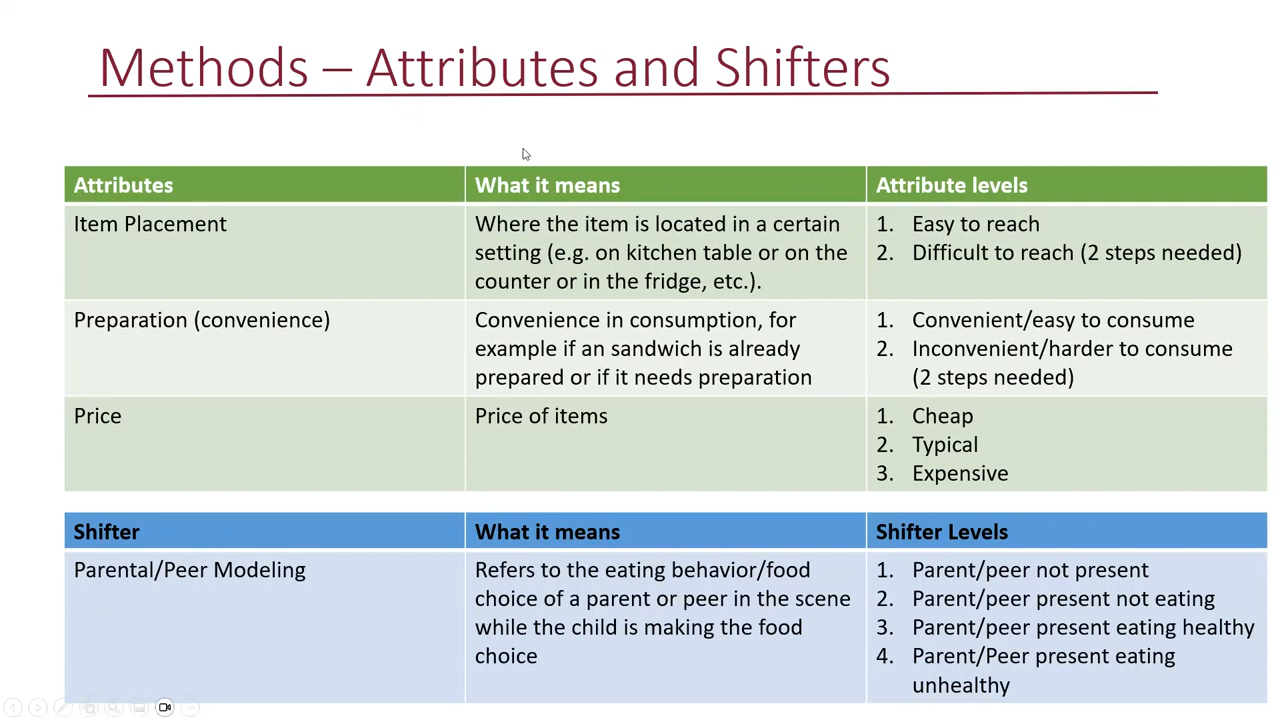 Methods – Attributes and Shifters
Attributes
What it means
Attribute levels
Item Placement
Where the item is located in a certain
setting (e.g. on kitchen table or on the
counter or in the fridge, etc.).
1. Easy to reach
2. Difficult to reach (2 steps needed)
Preparation (convenience)
Convenience in consumption, for
example if an sandwich is already
prepared or if it needs preparation
1. Convenient/easy to consume
2. Inconvenient/harder to consume
(2 steps needed)
Price
Price of items
1. Cheap
2. Typical
3. Expensive
Shifter
What it means
Shifter Levels
Parental/Peer Modeling
Refers to the eating behavior/food
choice of a parent or peer in the scene
while the child is making the food
choice
1. Parent/peer not present
2. Parent/peer present not eating
3. Parent/peer present eating healthy
4. Parent/Peer present eating
unhealthy